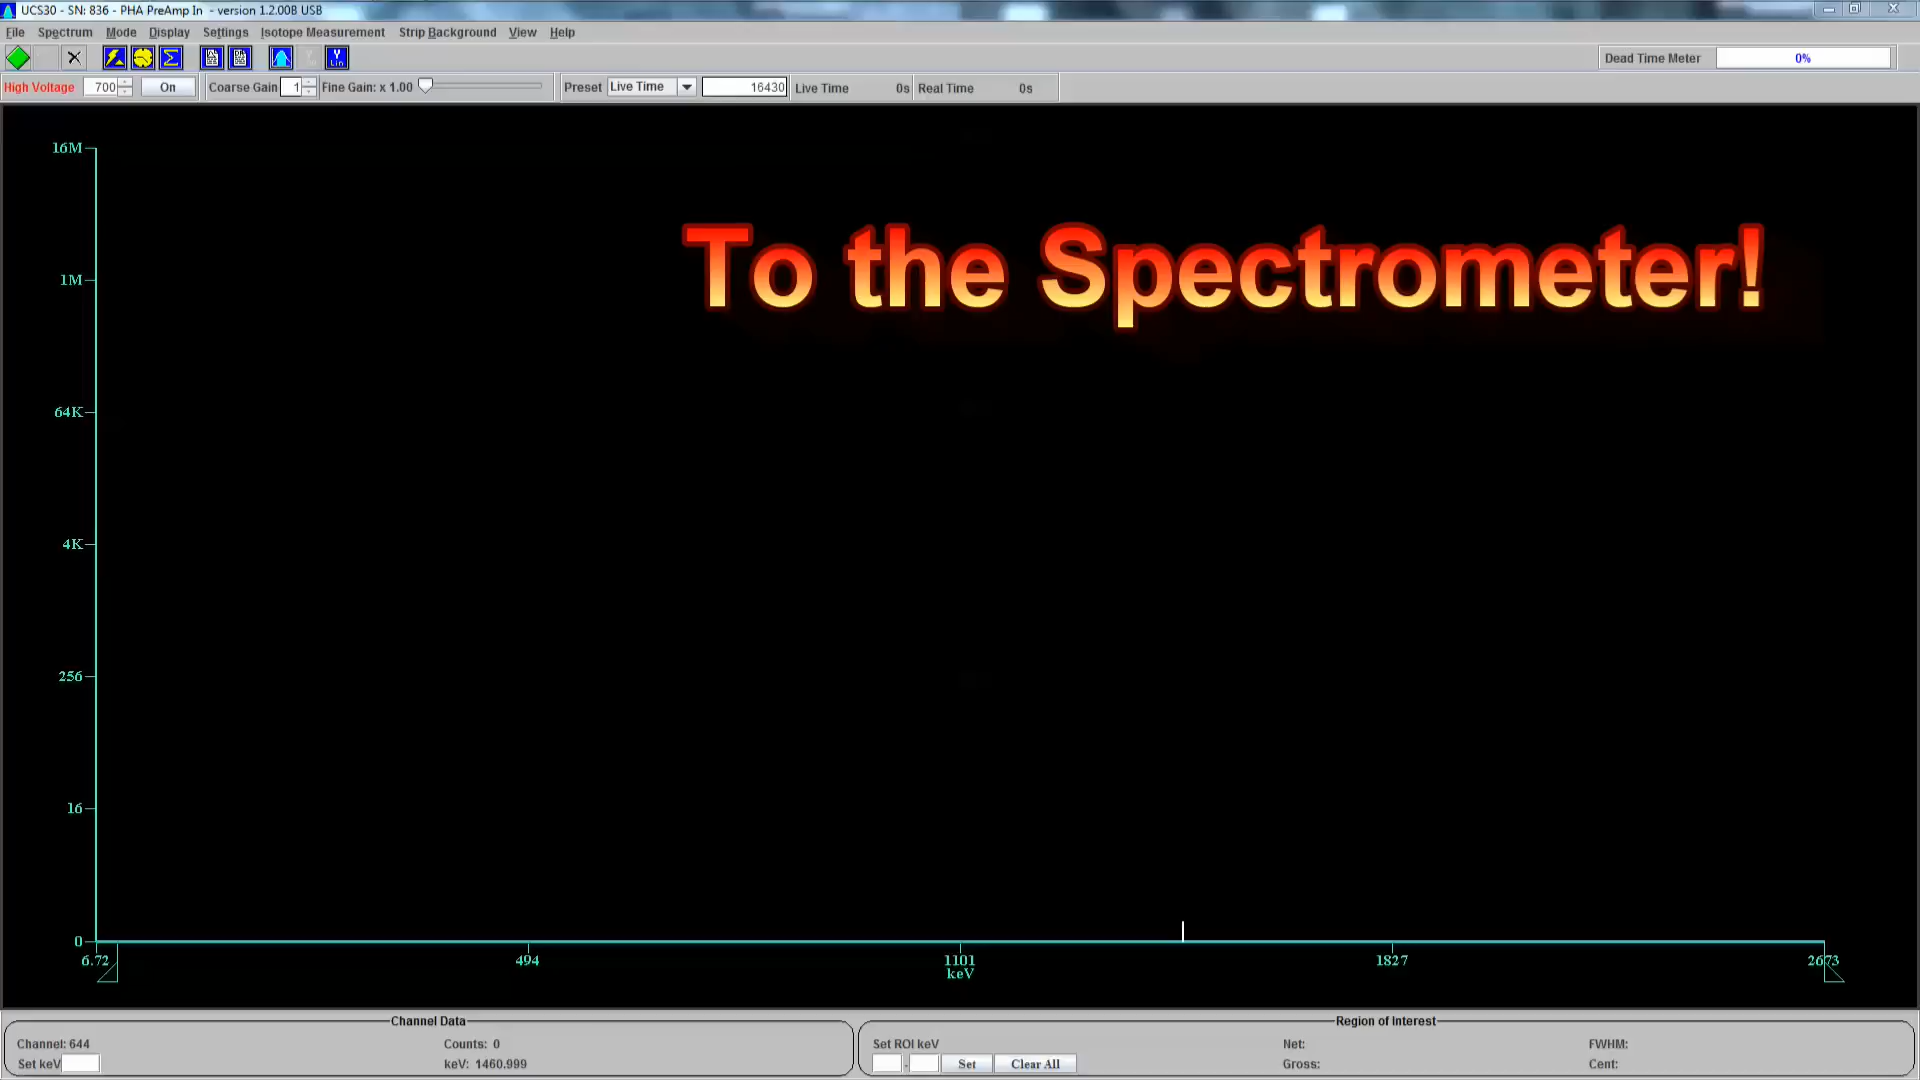 UCS30 - SN: 836 - PHA PreAmp In - version 1.2.00B USB
File Spectrum Mode Display Settings Isotope Measurement Strip Background View Help
Dead Time Meter 0%
High Voltage 700 On Coarse Gain 1 Fine Gain: x 1.00 Preset Live Time 16430 Live Time 0s Real Time 0s
16M
To the Spectrometer!
1M
64K
4K
256
16
0
6.72 494 1101 1827 2673
keV
Channel Data Region of Interest
Channel: 644 Counts: 0 Set ROI keV Net: FWHM:
Set keV keV: 1460.999 - Set Clear All Gross: Cent: